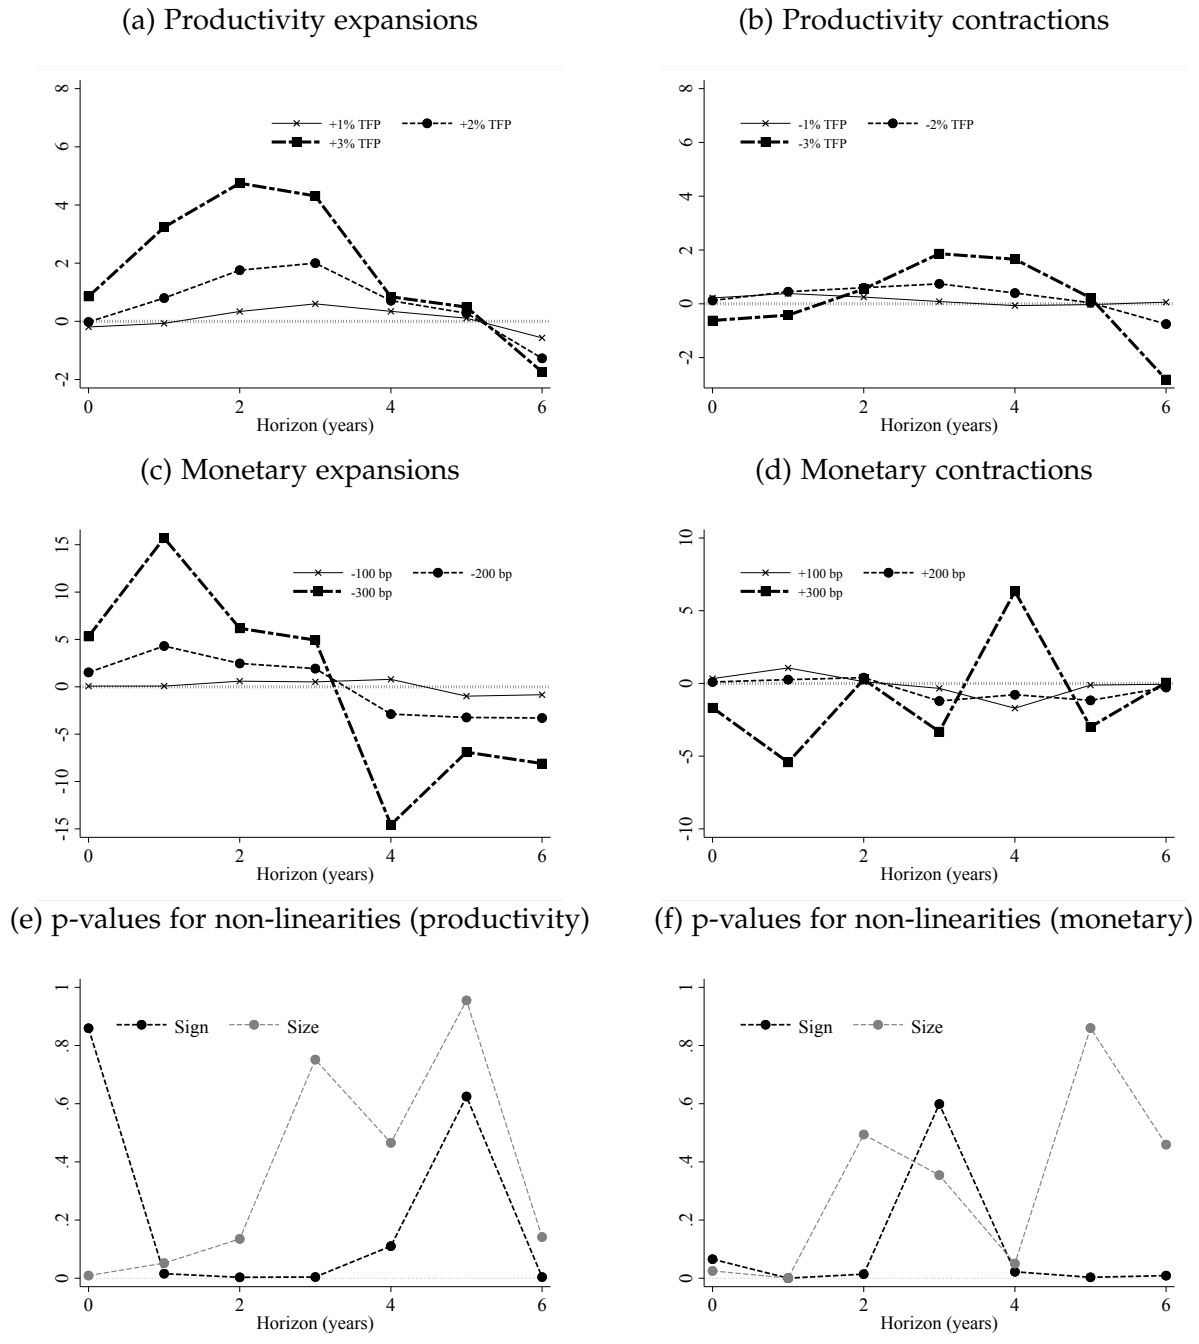 (a) Productivity expansions
(b) Productivity contractions
8
6
4
2
0
-2
+1% TFP
+2% TFP
+3% TFP
0
2
4
6
Horizon (years)
8
6
4
2
0
-2
-1% TFP
-2% TFP
-3% TFP
0
2
4
6
Horizon (years)
(c) Monetary expansions
(d) Monetary contractions
15
10
5
0
-5
-10
-15
-100 bp
-200 bp
-300 bp
0
2
4
6
Horizon (years)
10
5
0
-5
-10
+100 bp
+200 bp
+300 bp
0
2
4
6
Horizon (years)
(e) p-values for non-linearities (productivity)
(f) p-values for non-linearities (monetary)
1
.8
.6
.4
.2
0
Sign
Size
0
2
4
6
Horizon (years)
1
.8
.6
.4
.2
0
Sign
Size
0
2
4
6
Horizon (years)